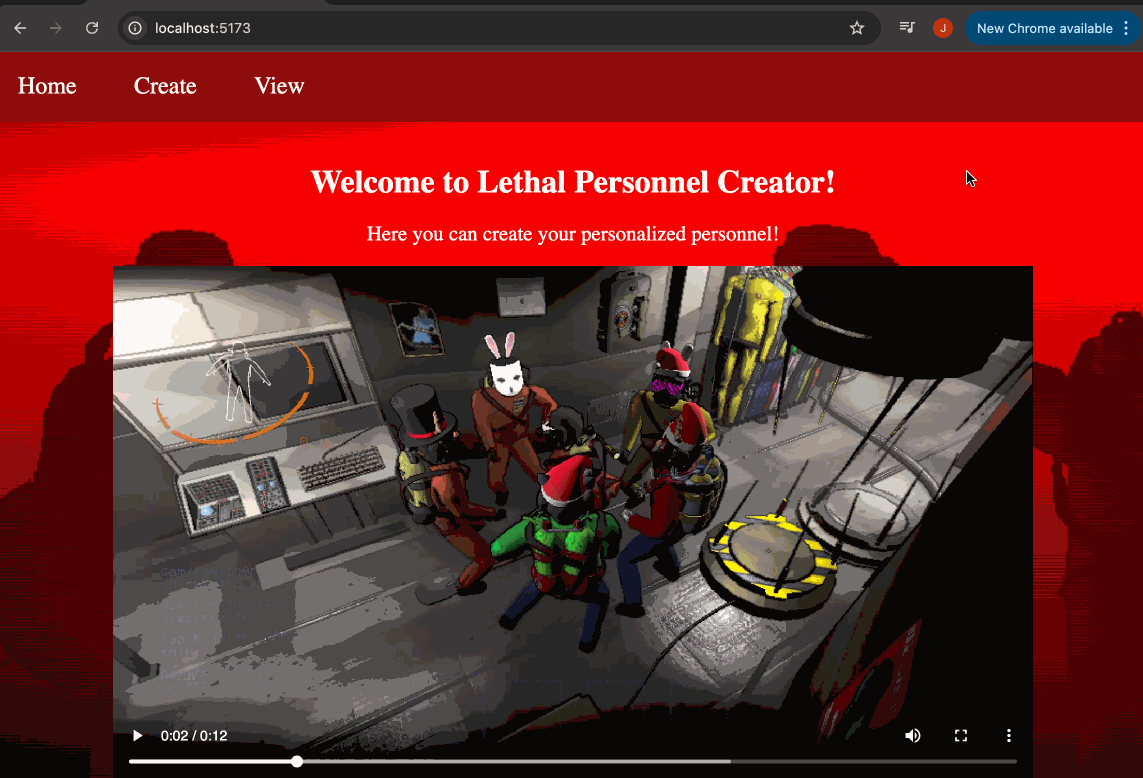 localhost:5173
J
New Chrome available
Home
Create
View
Welcome to Lethal Personnel Creator!
Here you can create your personalized personnel!
0:02 / 0:12